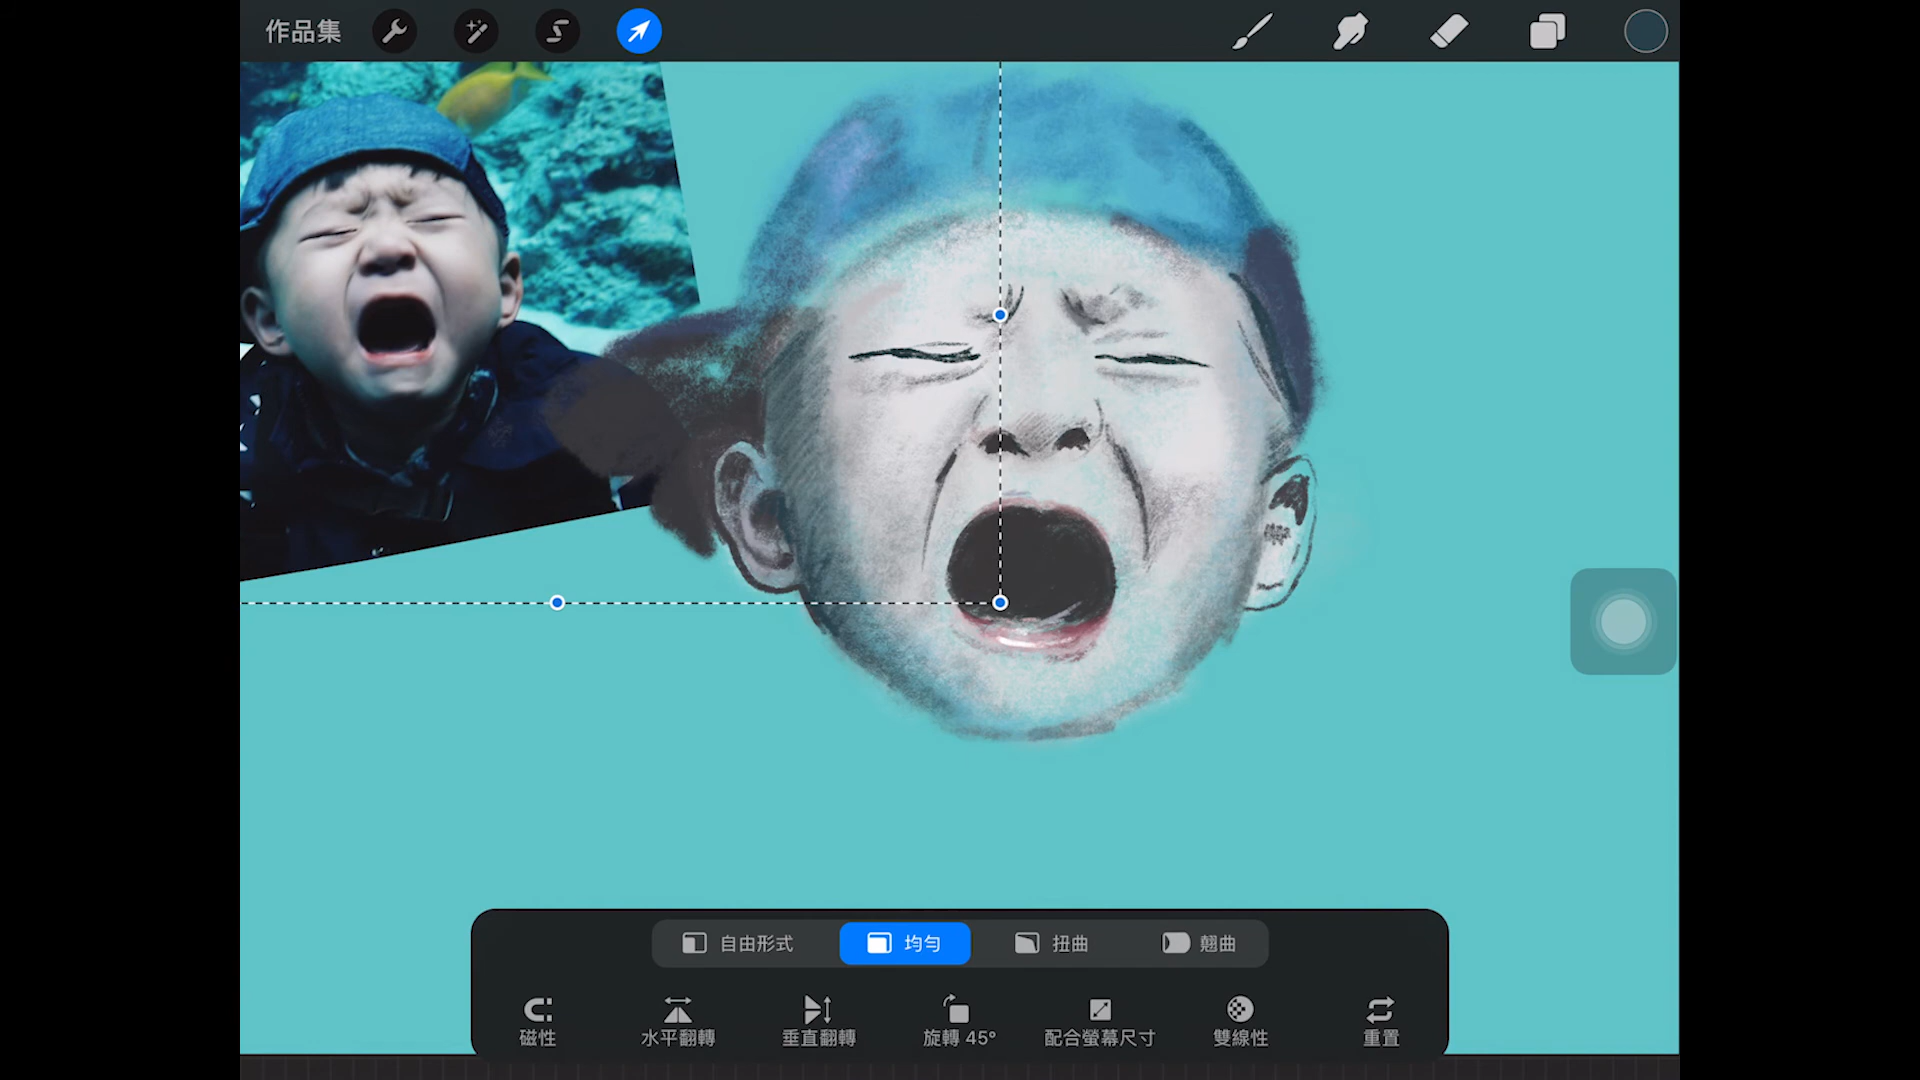 作品集
自由形式
均勻
扭曲
翹曲
磁性
水平翻轉
垂直翻轉
旋轉 45°
配合螢幕尺寸
雙線性
重置